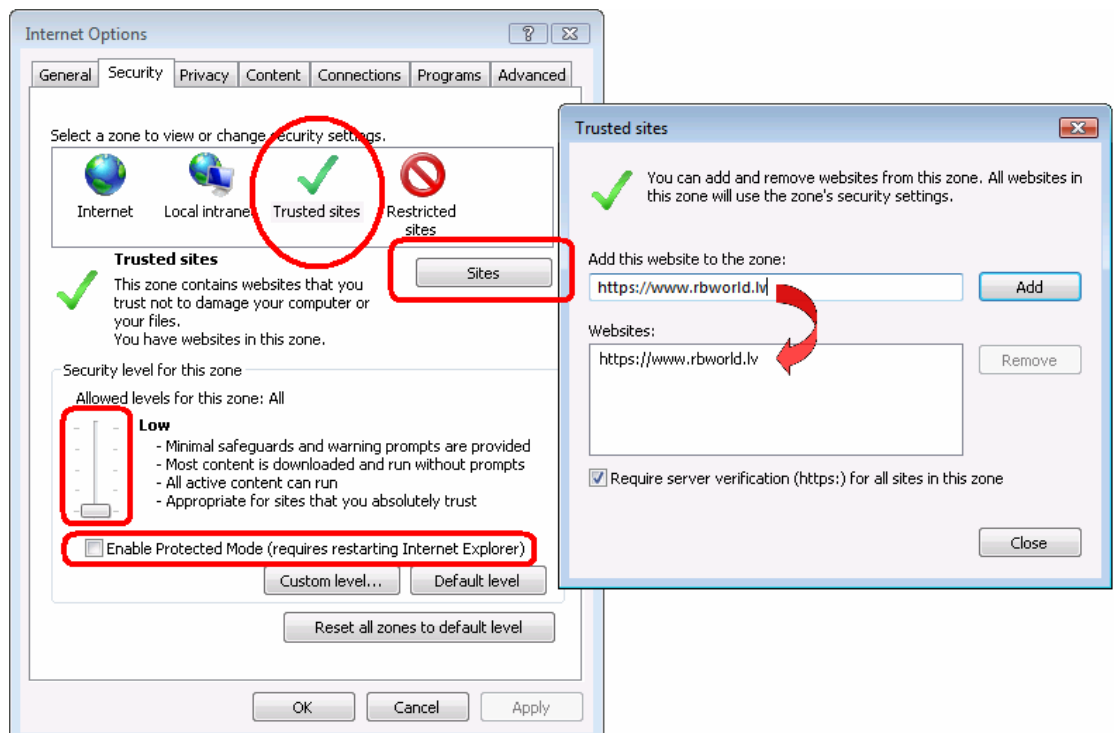 Internet Options
General Security Privacy Content Connections Programs Advanced
Select a zone to view or change security settings.
Internet
Local intrane
Trusted sites
Restricted
sites
Trusted sites
This zone contains websites that you
trust not to damage your computer or
your files.
You have websites in this zone.
Sites
Security level for this zone
Allowed levels for this zone: All
Low
- Minimal safeguards and warning prompts are provided
- Most content is downloaded and run without prompts
- All active content can run
- Appropriate for sites that you absolutely trust
Enable Protected Mode (requires restarting Internet Explorer)
Custom level... Default level
Reset all zones to default level
OK Cancel Apply
Trusted sites
You can add and remove websites from this zone. All websites in
this zone will use the zone's security settings.
Add this website to the zone:
https://www.rbworld.lv Add
Websites:
https://www.rbworld.lv Remove
Require server verification (https:) for all sites in this zone
Close